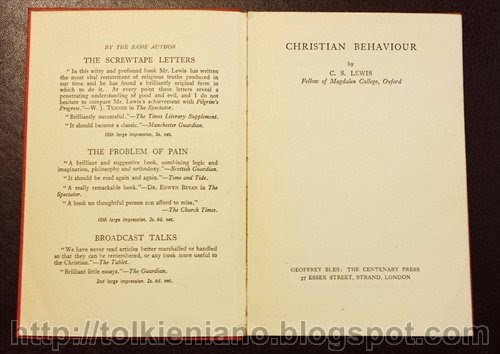 BY THE SAME AUTHOR
THE SCREWTAPE LETTERS
"In this witty and profound book Mr. Lewis has written
the most vital restatement of religious truths produced in
our time and he has found a brilliantly original form in
which to do it. At every point these letters reveal a
penetrating understanding of good and evil, and I do not
hesitate to compare Mr. Lewis's achievement with Pilgrim's
Progress."—W. J. TURNER in The Spectator.
"Brilliantly successful."—The Times Literary Supplement.
"It should become a classic."—Manchester Guardian.
10th large impression, 5s. net.
THE PROBLEM OF PAIN
"A brilliant and suggestive book, combining logic and
imagination, philosophy and orthodoxy."—Scottish Guardian.
"It should be read again and again."—Time and Tide.
"A really remarkable book."—DR. EDWYN BEVAN in The
Spectator.
"A book no thoughtful person can afford to miss."
—The Church Times.
10th large impression, 3s. 6d. net.
BROADCAST TALKS
"We have never read articles better marshalled or handled
so that they can be remembered, or any book more useful to
the Christian."—The Tablet.
"Brilliant little essays."—The Guardian.
2nd large impression, 2s. 6d. net.
CHRISTIAN BEHAVIOUR
by
C. S. LEWIS
Fellow of Magdalen College, Oxford
GEOFFREY BLES: THE CENTENARY PRESS
37 ESSEX STREET, STRAND, LONDON
http://tolkieniano.blogspot.com